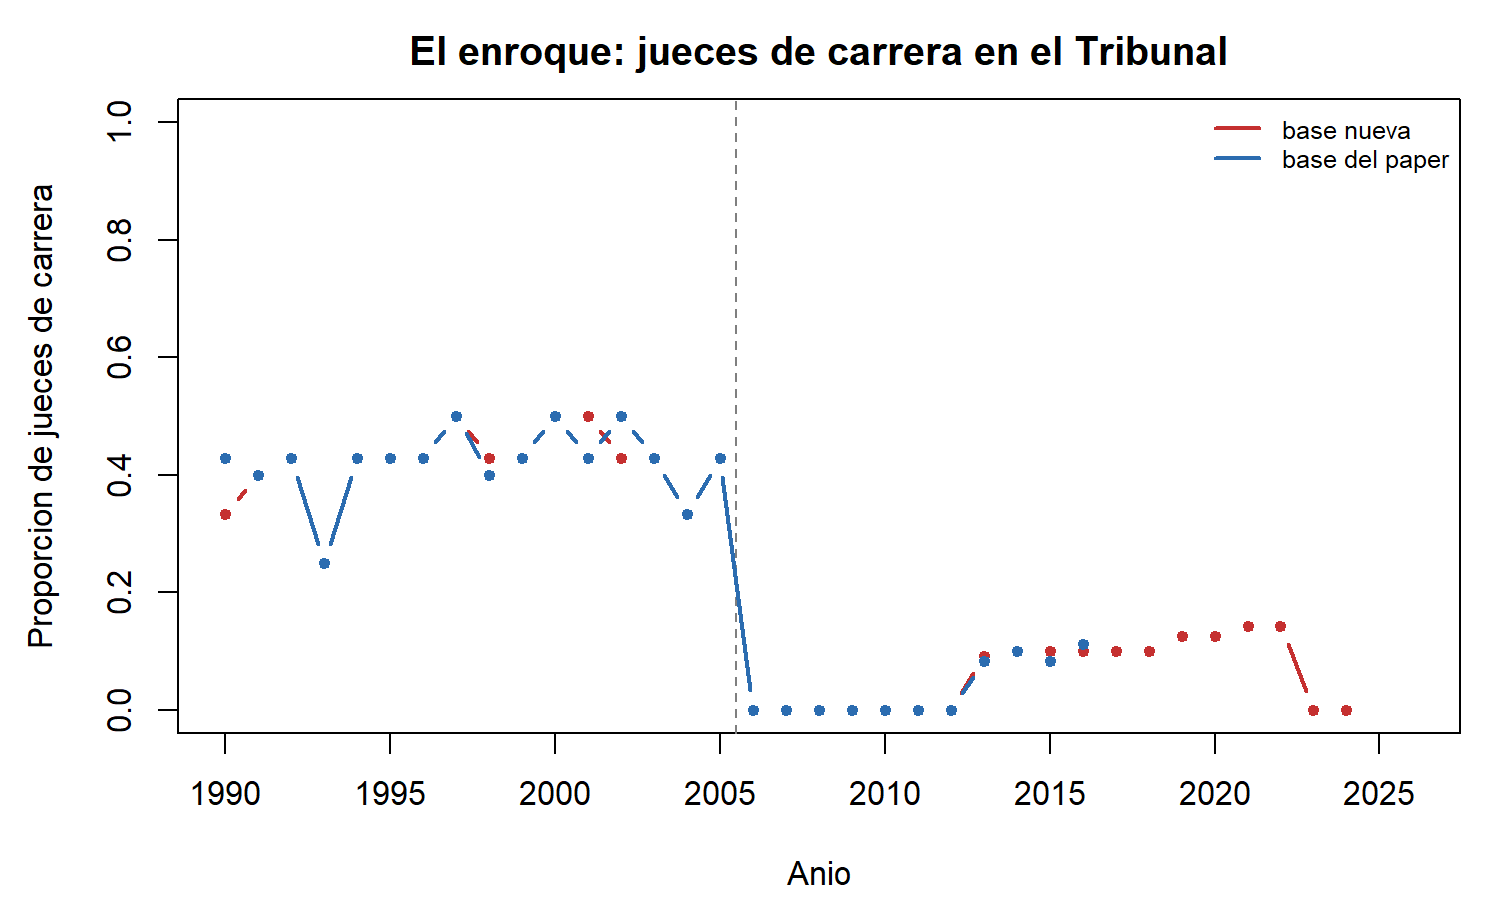 El enroque: jueces de carrera en el Tribunal
base nueva
base del paper
Proporcion de jueces de carrera
1.0
0.8
0.6
0.4
0.2
0.0
1990 1995 2000 2005 2010 2015 2020 2025
Anio